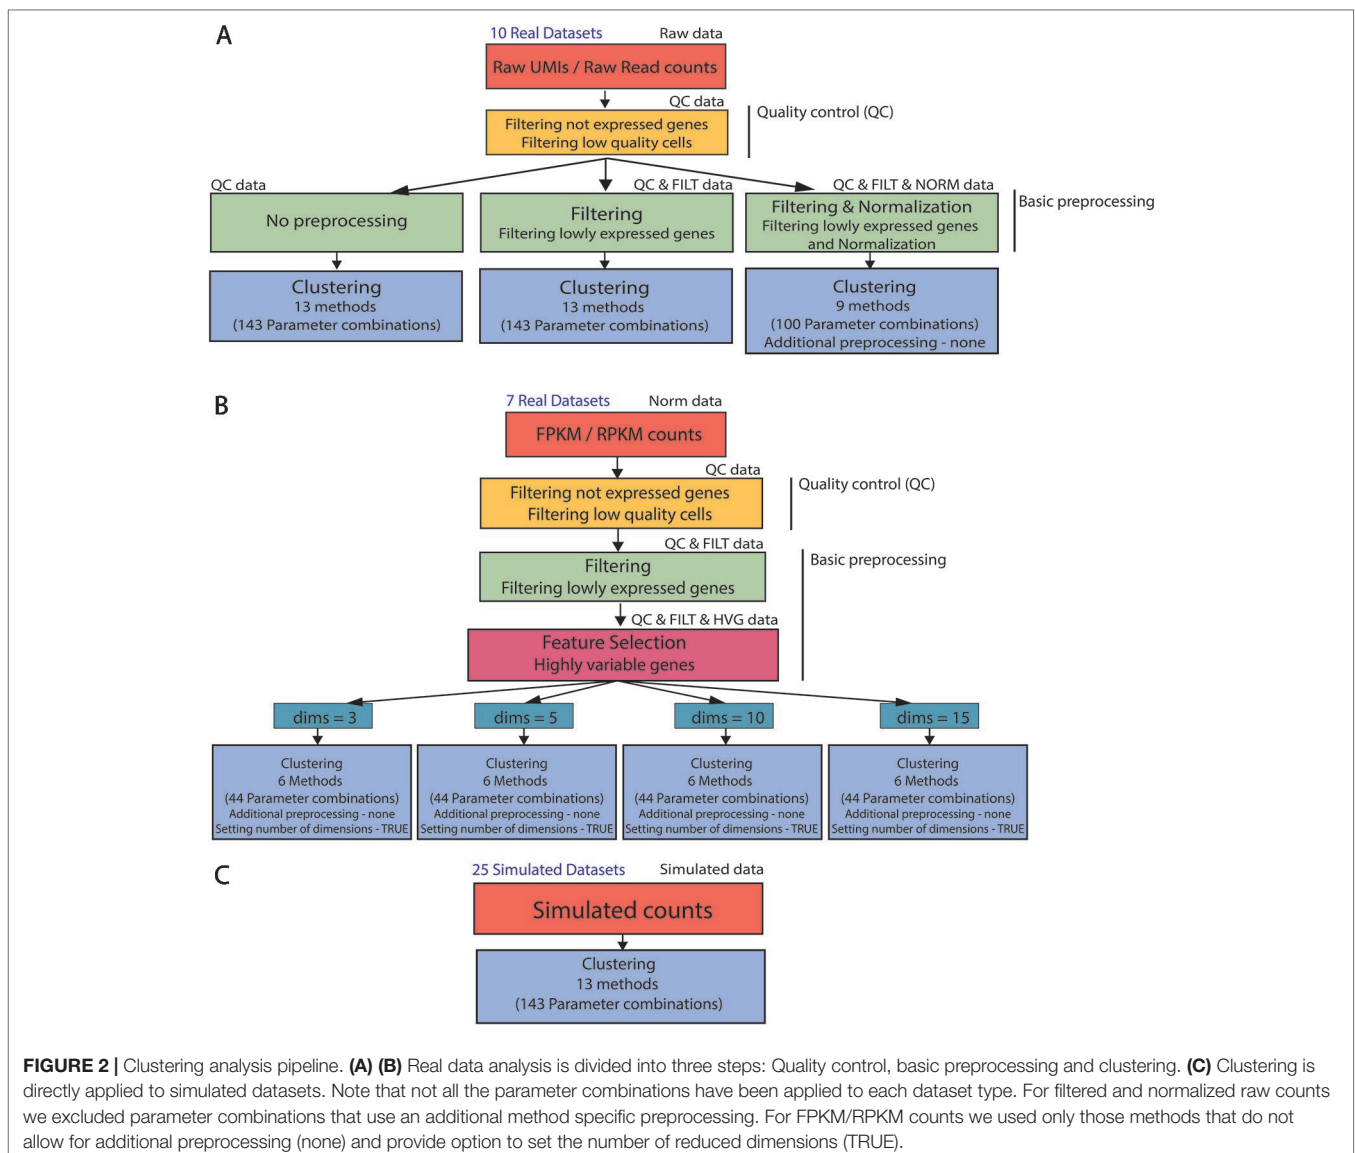 A
10 Real Datasets Raw data
Raw UMIs / Raw Read counts
QC data
Filtering not expressed genes
Filtering low quality cells
Quality control (QC)
QC data
No preprocessing
QC & FILT data
Filtering
Filtering lowly expressed genes
QC & FILT & NORM data
Filtering & Normalization
Filtering lowly expressed genes
and Normalization
Basic preprocessing
Clustering
13 methods
(143 Parameter combinations)
Clustering
13 methods
(143 Parameter combinations)
Clustering
9 methods
(100 Parameter combinations)
Additional preprocessing - none
B
7 Real Datasets Norm data
FPKM / RPKM counts
QC data
Filtering not expressed genes
Filtering low quality cells
Quality control (QC)
QC & FILT data
Filtering
Filtering lowly expressed genes
Basic preprocessing
QC & FILT & HVG data
Feature Selection
Highly variable genes
dims = 3
dims = 5
dims = 10
dims = 15
Clustering
6 Methods
(44 Parameter combinations)
Additional preprocessing - none
Setting number of dimensions - TRUE
Clustering
6 Methods
(44 Parameter combinations)
Additional preprocessing - none
Setting number of dimensions - TRUE
Clustering
6 Methods
(44 Parameter combinations)
Additional preprocessing - none
Setting number of dimensions - TRUE
Clustering
6 Methods
(44 Parameter combinations)
Additional preprocessing - none
Setting number of dimensions - TRUE
C
25 Simulated Datasets Simulated data
Simulated counts
Clustering
13 methods
(143 Parameter combinations)
FIGURE 2 | Clustering analysis pipeline. (A) (B) Real data analysis is divided into three steps: Quality control, basic preprocessing and clustering. (C) Clustering is
directly applied to simulated datasets. Note that not all the parameter combinations have been applied to each dataset type. For filtered and normalized raw counts
we excluded parameter combinations that use an additional method specific preprocessing. For FPKM/RPKM counts we used only those methods that do not
allow for additional preprocessing (none) and provide option to set the number of reduced dimensions (TRUE).